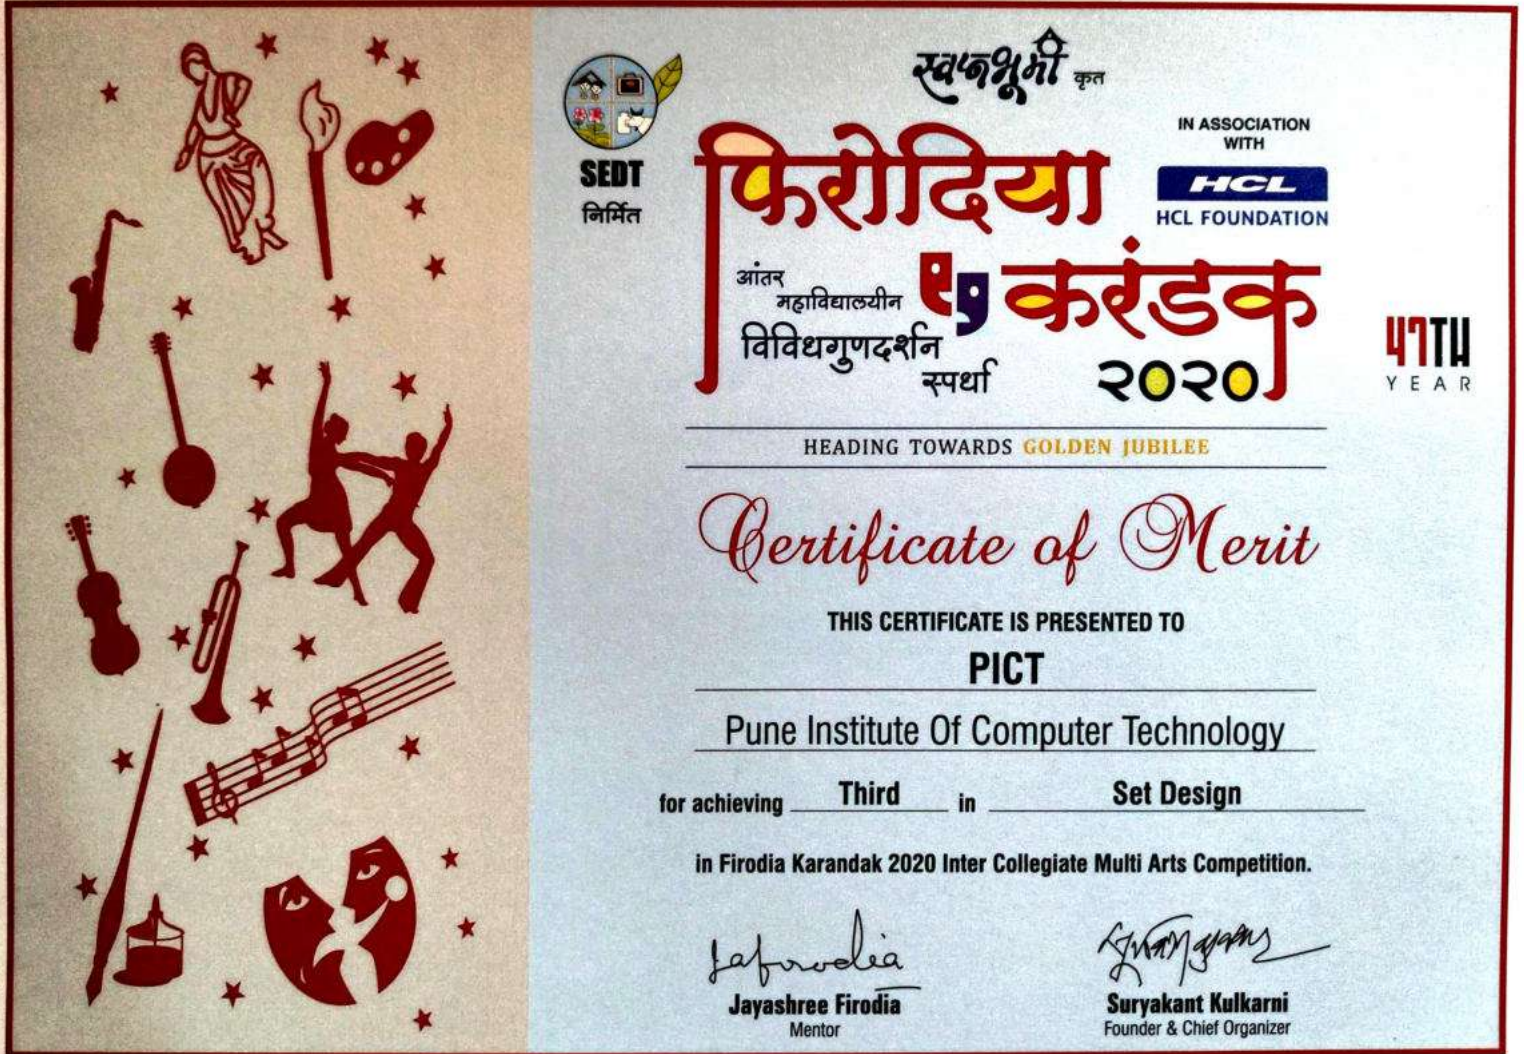 स्वप्नभूमी कृत
SEDT
निर्मित
फिरोदिया
करंडक
२०२०
आंतर
महाविद्यालयीन
विविधगुणदर्शन
स्पर्धा
IN ASSOCIATION
WITH
HCL
HCL FOUNDATION
४७TH
YEAR
HEADING TOWARDS GOLDEN JUBILEE
Certificate of Merit
THIS CERTIFICATE IS PRESENTED TO
PICT
Pune Institute Of Computer Technology
for achieving Third in Set Design
in Firodia Karandak 2020 Inter Collegiate Multi Arts Competition.
Jafirodia
Jayashree Firodia
Mentor
Suryakant Kulkarni
Founder & Chief Organizer